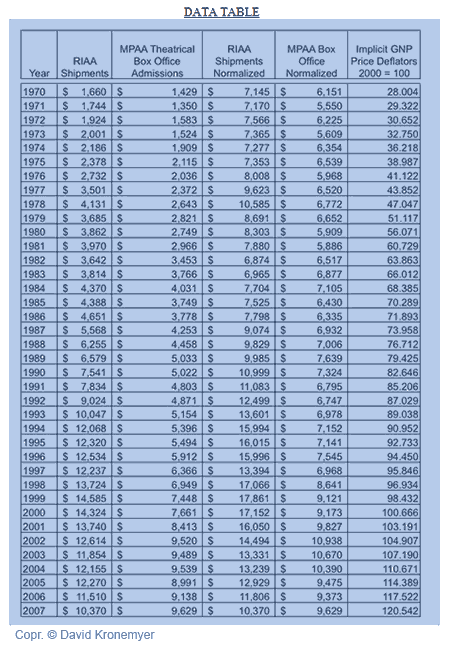 DATA TABLE
Year RIAA Shipments MPAA Theatrical Box Office Admissions RIAA Shipments Normalized MPAA Box Office Normalized Implicit GNP Price Deflators 2000 = 100
1970 $ 1,660 $ 1,429 $ 7,145 $ 6,151 28.004
1971 $ 1,744 $ 1,350 $ 7,170 $ 5,550 29.322
1972 $ 1,924 $ 1,583 $ 7,566 $ 6,225 30.652
1973 $ 2,001 $ 1,524 $ 7,365 $ 5,609 32.750
1974 $ 2,186 $ 1,909 $ 7,277 $ 6,354 36.218
1975 $ 2,378 $ 2,115 $ 7,353 $ 6,539 38.987
1976 $ 2,732 $ 2,036 $ 8,008 $ 5,968 41.122
1977 $ 3,501 $ 2,372 $ 9,623 $ 6,520 43.852
1978 $ 4,131 $ 2,643 $ 10,585 $ 6,772 47.047
1979 $ 3,685 $ 2,821 $ 8,691 $ 6,652 51.117
1980 $ 3,862 $ 2,749 $ 8,303 $ 5,909 56.071
1981 $ 3,970 $ 2.966 $ 7,880 $ 5,886 60.729
1982 $ 3,642 $ 3,453 $ 6,874 $ 6,517 63.863
1983 $ 3,814 $ 3,766 $ 6,965 $ 6,877 66.012
1984 $ 4,370 $ 4,031 $ 7,704 $ 7,105 68.385
1985 $ 4,388 $ 3,749 $ 7,525 $ 6,430 70.289
1986 $ 4,651 $ 3,778 $ 7,798 $ 6,335 71.893
1987 $ 5,568 $ 4,253 $ 9,074 $ 6,932 73.958
1988 $ 6,255 $ 4,458 $ 9,829 $ 7,006 76.712
1989 $ 6,579 $ 5,033 $ 9,985 $ 7,639 79.425
1990 $ 7,541 $ 5,022 $ 10,999 $ 7,324 82.646
1991 $ 7,834 $ 4,803 $ 11,083 $ 6,795 85.206
1992 $ 9,024 $ 4,871 $ 12,499 $ 6,747 87.029
1993 $ 10,047 $ 5,154 $ 13,601 $ 6,978 89.038
1994 $ 12,068 $ 5,396 $ 15,994 $ 7,152 90.952
1995 $ 12,320 $ 5,494 $ 16,015 $ 7,141 92.733
1996 $ 12,534 $ 5,912 $ 15,996 $ 7,545 94.450
1997 $ 12,237 $ 6,366 $ 13,394 $ 6,968 95.846
1998 $ 13,724 $ 6,949 $ 17,066 $ 8,641 96.934
1999 $ 14,585 $ 7,448 $ 17,861 $ 9,121 98.432
2000 $ 14,324 $ 7,661 $ 17,152 $ 9,173 100.666
2001 $ 13,740 $ 8,413 $ 16,050 $ 9,827 103.191
2002 $ 12,614 $ 9,520 $ 14,494 $ 10,938 104.907
2003 $ 11,854 $ 9,489 $ 13,331 $ 10,670 107.190
2004 $ 12,155 $ 9,539 $ 13,239 $ 10,390 110.671
2005 $ 12,270 $ 8,991 $ 12,929 $ 9,475 114.389
2006 $ 11,510 $ 9,138 $ 11,806 $ 9,373 117.522
2007 $ 10,370 $ 9,629 $ 10,370 $ 9,629 120.542
Copr. © David Kronemyer